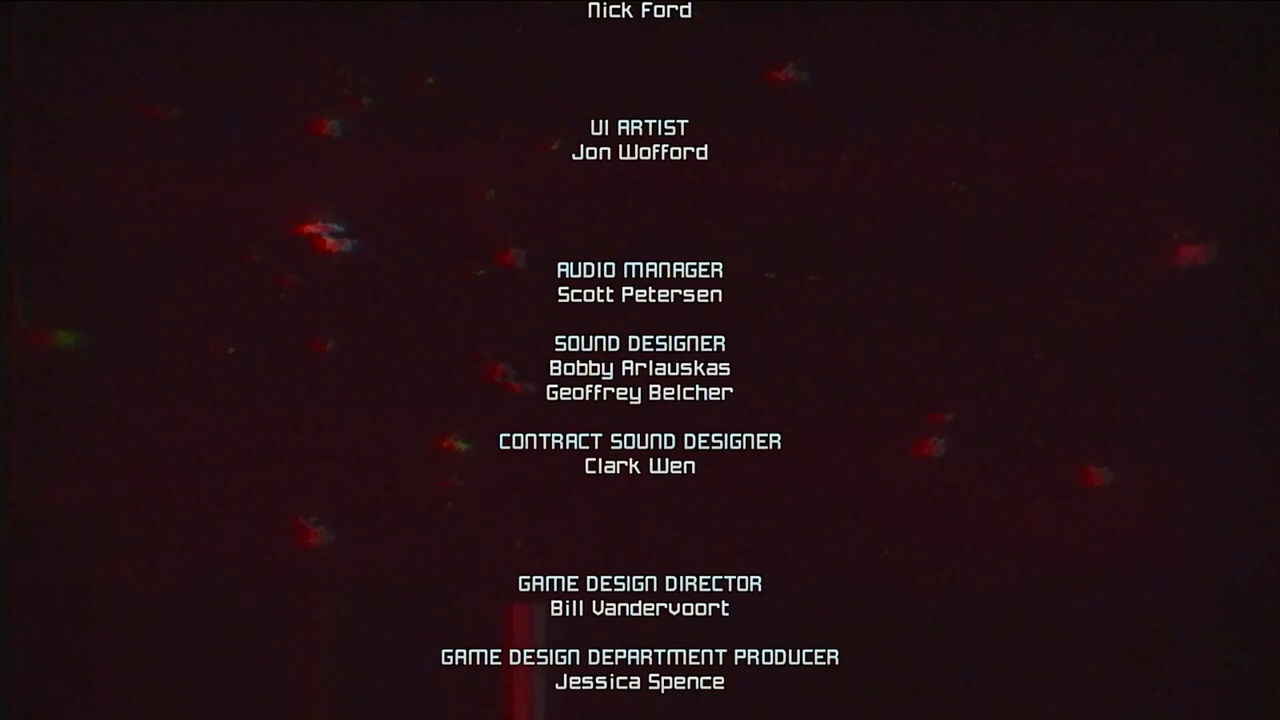 Nick Ford
UI ARTIST
Jon Wofford
AUDIO MANAGER
Scott Petersen
SOUND DESIGNER
Bobby Arlauskas
Geoffrey Belcher
CONTRACT SOUND DESIGNER
Clark Wen
GAME DESIGN DIRECTOR
Bill Vandervoort
GAME DESIGN DEPARTMENT PRODUCER
Jessica Spence